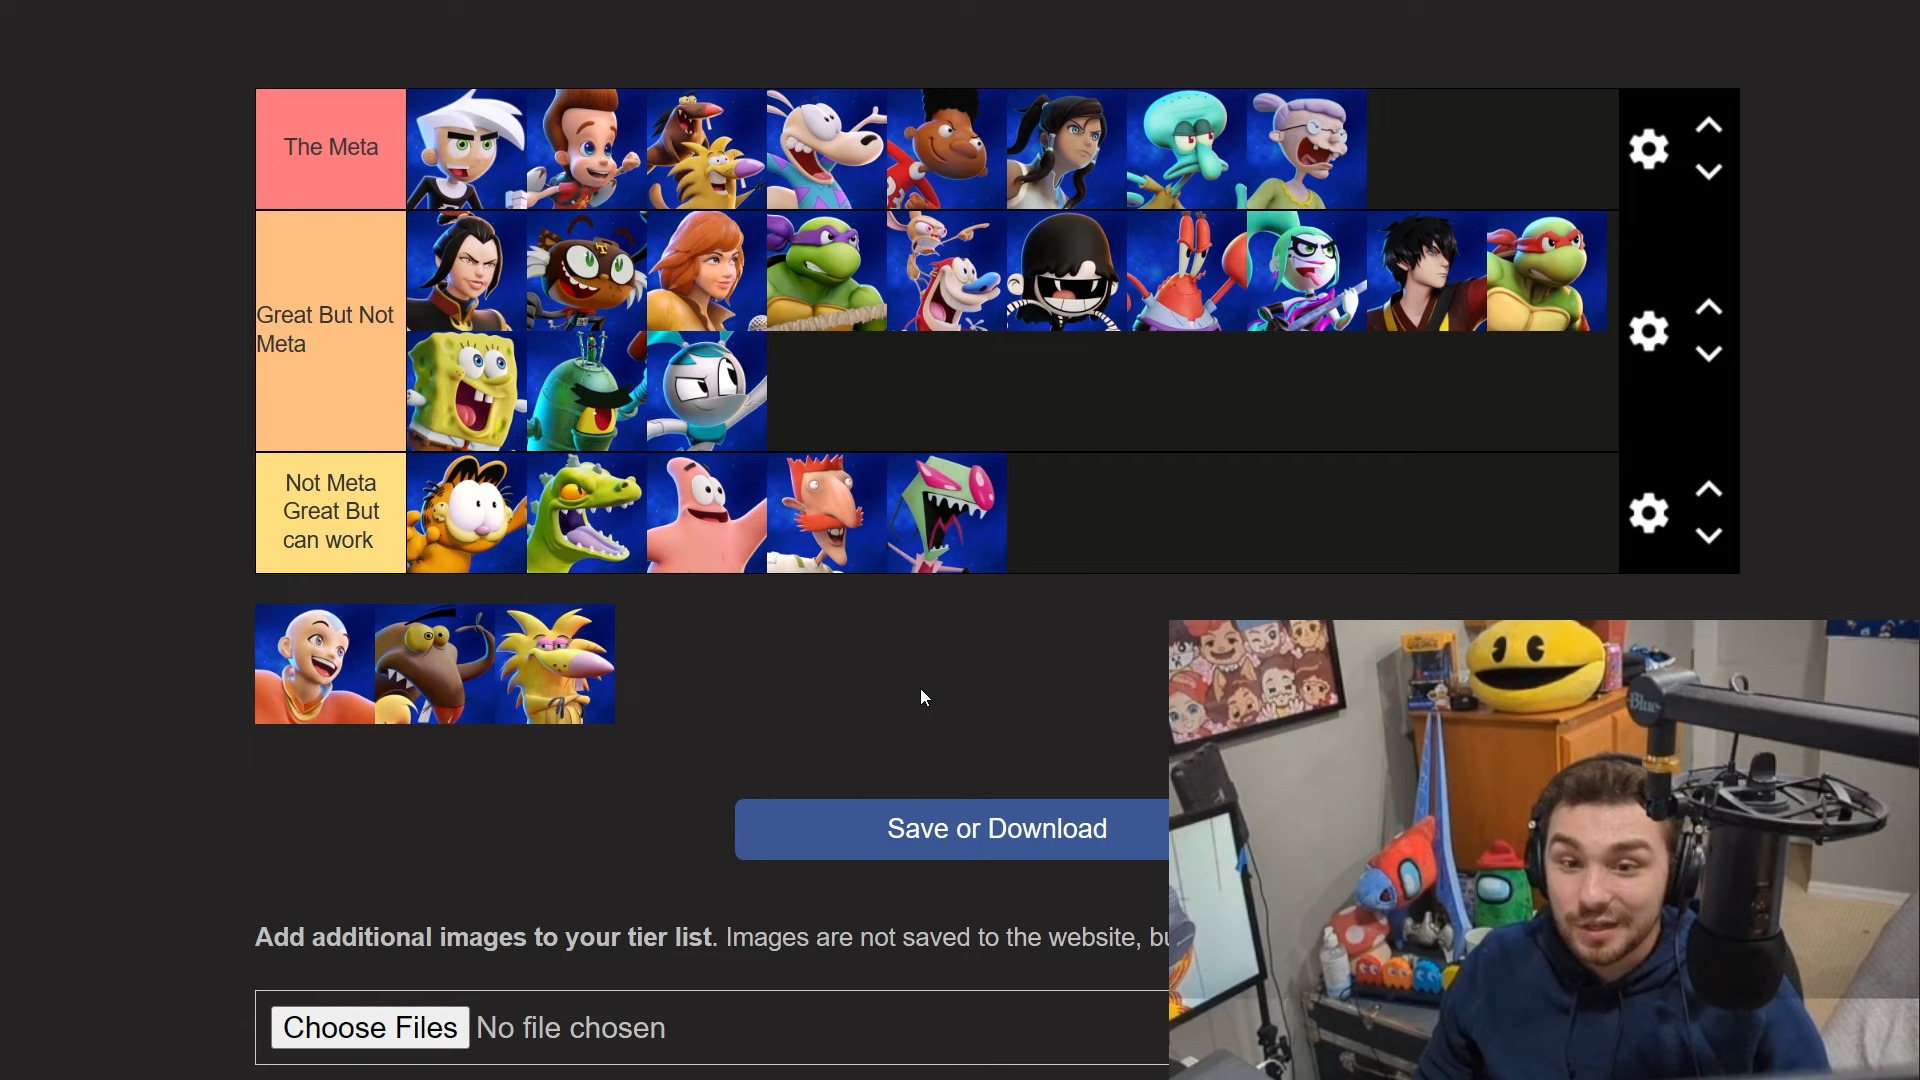 The Meta
Great But Not
Meta
Not Meta
Great But
can work
Save or Download
Add additional images to your tier list. Images are not saved to the website, bu
Choose Files No file chosen
Blue